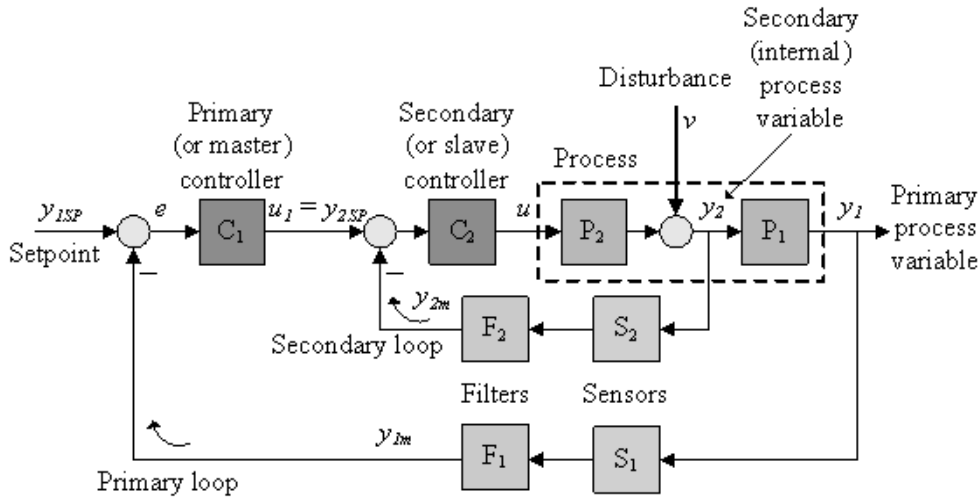 Secondary
(internal)
process
variable
Disturbance
v
Primary
(or master)
controller
Secondary
(or slave)
controller
Process
y1SP
e
u1 = y2SP
u
y2
y1
Primary
process
variable
Setpoint
C1
C2
P2
P1
–
–
y2m
F2
S2
Secondary loop
Filters
Sensors
y1m
F1
S1
Primary loop